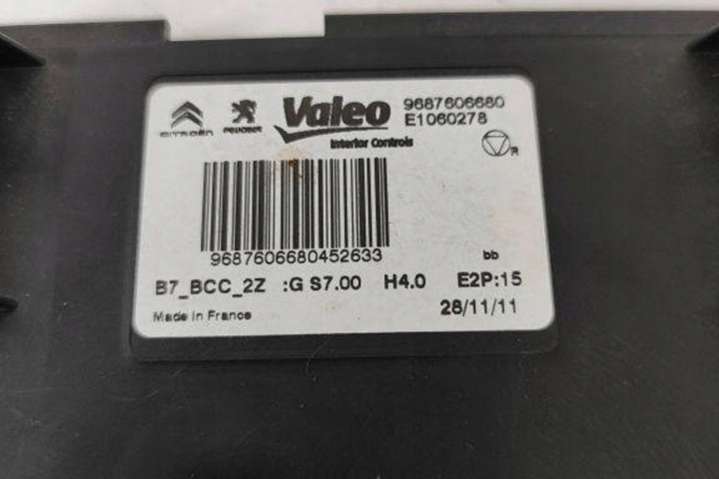 CITROËN PEUGEOT Valeo 9687606680
E1060278
Interior Controls
R
9687606680452633
bb
B7_BCC_2Z :G S7.00 H4.0 E2P:15
Made in France 28/11/11